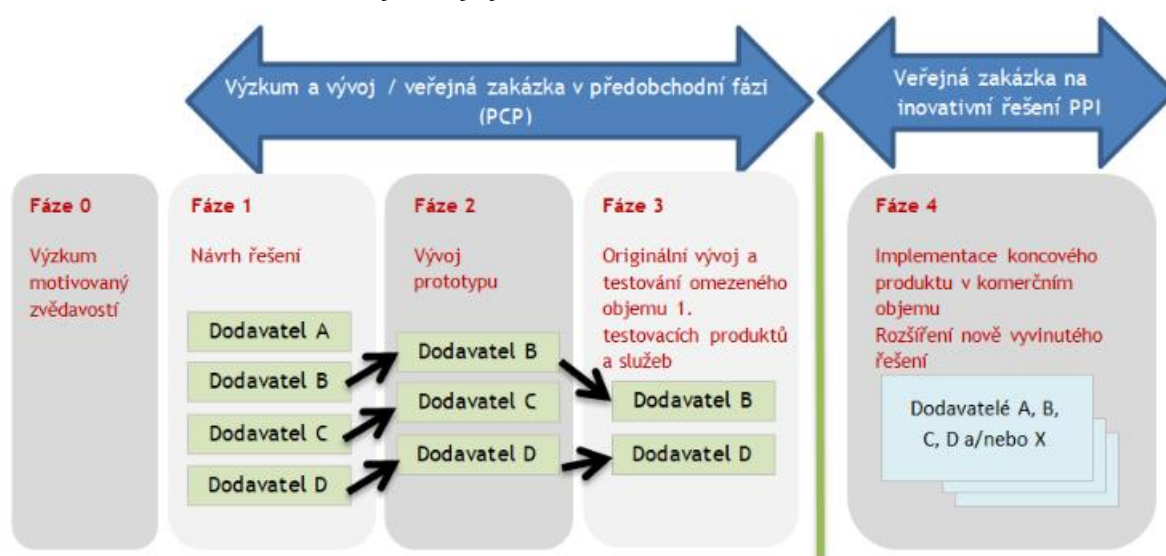 Výzkum a vývoj / veřejná zakázka v předobchodní fázi
(PCP)
Veřejná zakázka na
inovativní řešení PPI
Fáze 0
Výzkum
motivovaný
zvědavostí
Fáze 1
Návrh řešení
Dodavatel A
Dodavatel B
Dodavatel C
Dodavatel D
Fáze 2
Vývoj
prototypu
Dodavatel B
Dodavatel C
Dodavatel D
Fáze 3
Originální vývoj a
testování omezeného
objemu 1.
testovacích produktů
a služeb
Dodavatel B
Dodavatel D
Fáze 4
Implementace koncového
produktu v komerčním
objemu
Rozšíření nově vyvinutého
řešení
Dodavatelé A, B,
C, D a/nebo X